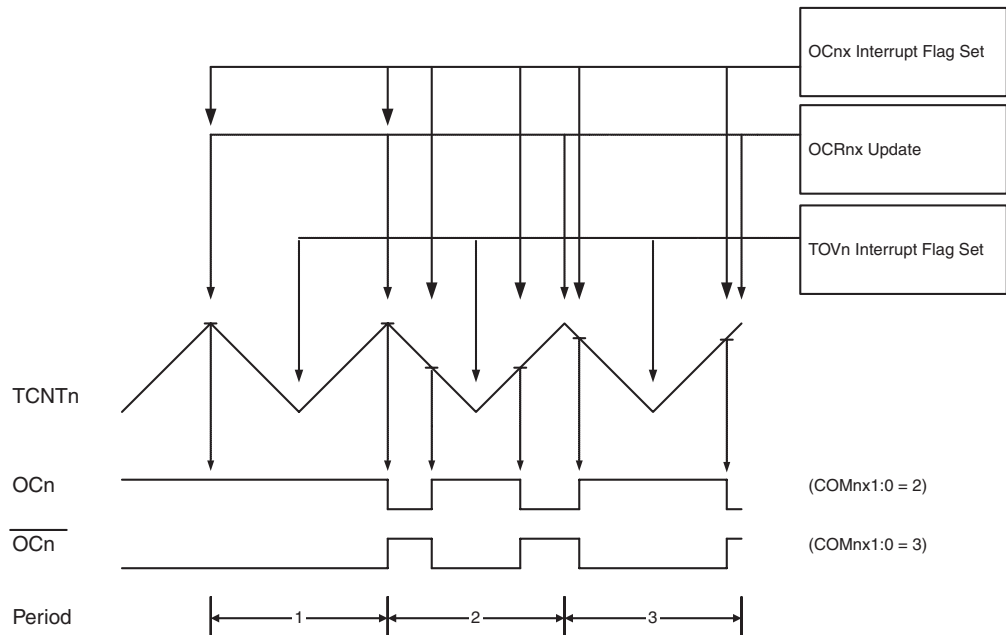 OCnx Interrupt Flag Set
OCRnx Update
TOVn Interrupt Flag Set
TCNTn
OCn (COMnx1:0 = 2)
OCn (COMnx1:0 = 3)
Period 1 2 3